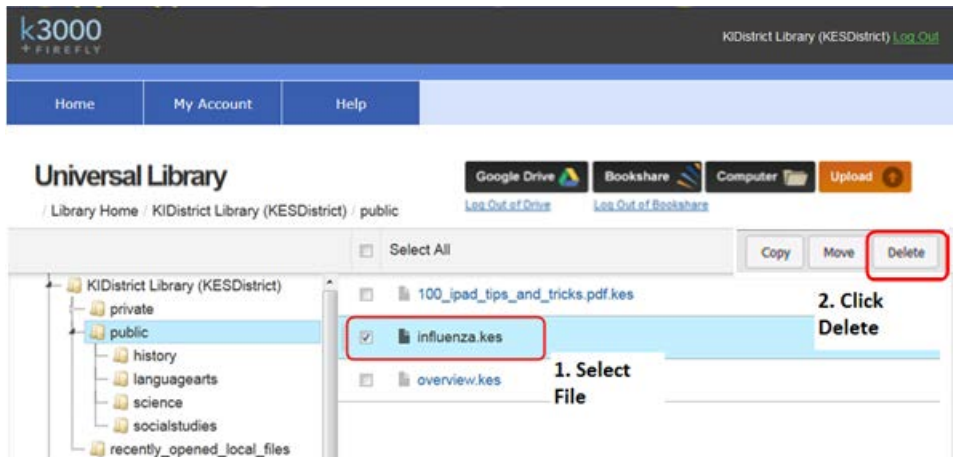 k3000
+ FIREFLY
KIDistrict Library (KESDistrict) Log Out
Home My Account Help
Universal Library
Google Drive Bookshare Computer Upload
/ Library Home / KIDistrict Library (KESDistrict) / public
Log Out of Drive Log Out of Bookshare
Select All
Copy Move Delete
KIDistrict Library (KESDistrict)
private
public
history
languagearts
science
socialstudies
recently_opened_local_files
100_ipad_tips_and_tricks.pdf.kes
influenza.kes
overview.kes
1. Select
File
2. Click
Delete